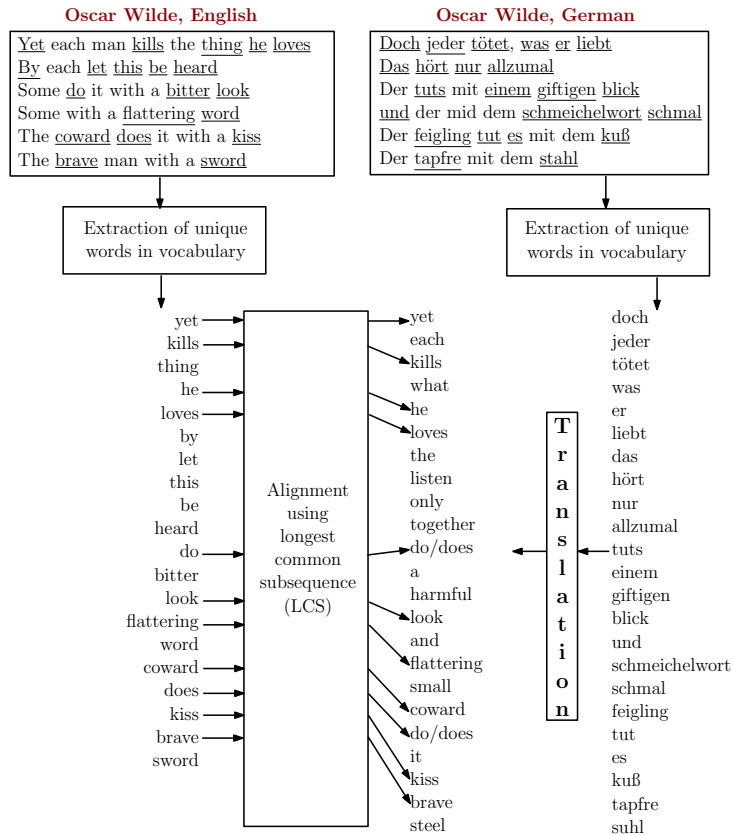 Oscar Wilde, English
Yet each man kills the thing he loves
By each let this be heard
Some do it with a bitter look
Some with a flattering word
The coward does it with a kiss
The brave man with a sword
Oscar Wilde, German
Doch jeder tötet, was er liebt
Das hört nur allzumal
Der tuts mit einem giftigen blick
und der mid dem schmeichelwort schmal
Der feigling tut es mit dem kuß
Der tapfre mit dem stahl
Extraction of unique
words in vocabulary
Extraction of unique
words in vocabulary
yet
kills
thing
he
loves
by
let
this
be
heard
do
bitter
look
flattering
word
coward
does
kiss
brave
sword
Alignment
using
longest
common
subsequence
(LCS)
yet
each
kills
what
he
loves
the
listen
only
together
do/does
a
harmful
look
and
flattering
small
coward
do/does
it
kiss
brave
steel
Translation
doch
jeder
tötet
was
er
liebt
das
hört
nur
allzumal
tuts
einem
giftigen
blick
und
schmeichelwort
schmal
feigling
tut
es
kuß
tapfre
suhl